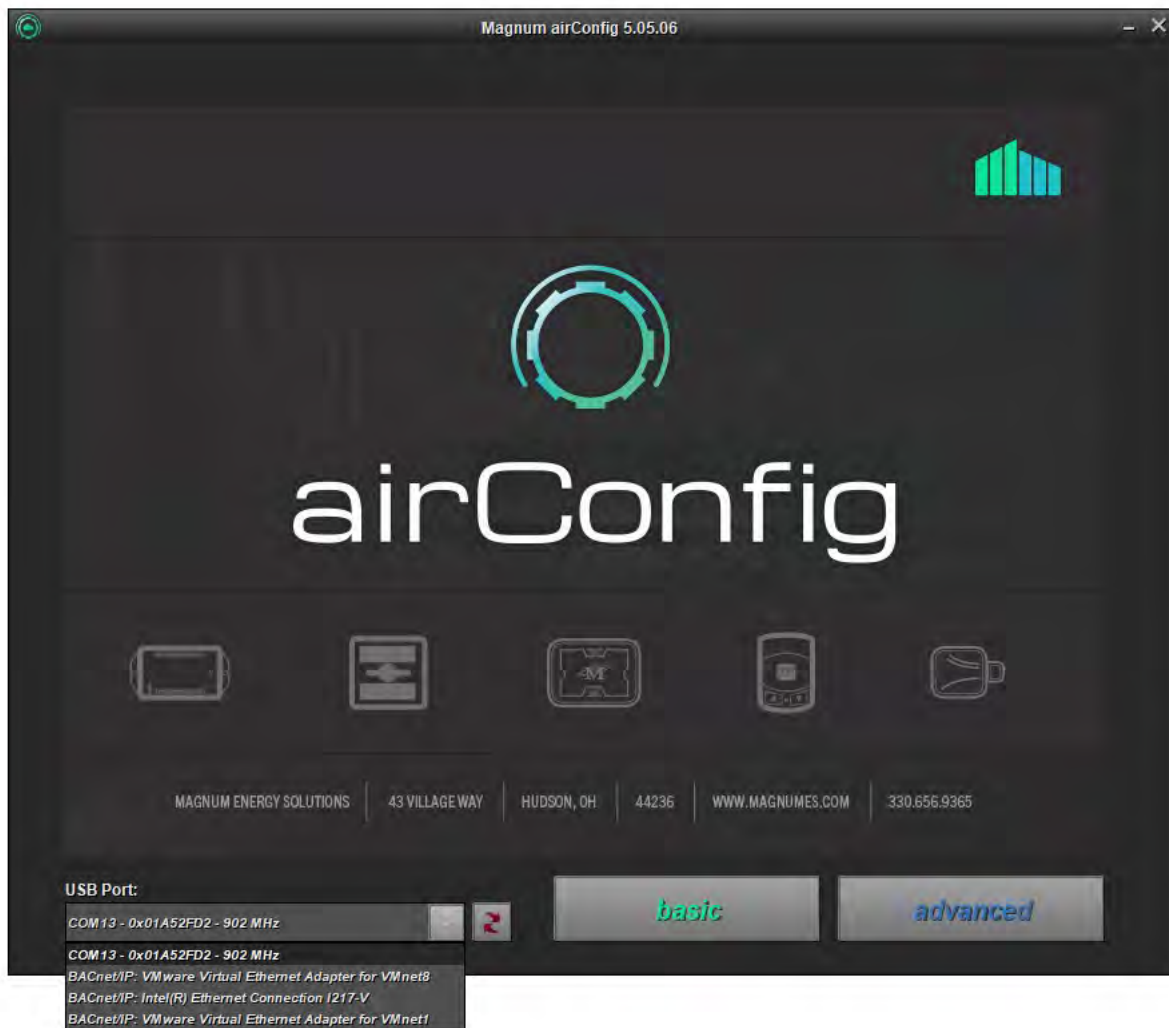 Magnum airConfig 5.05.06
airConfig
M
MAGNUM ENERGY SOLUTIONS 43 VILLAGE WAY HUDSON, OH 44236 WWW.MAGNUMES.COM 330.656.9365
USB Port:
COM13 - 0x01A52FD2 - 902 MHz
basic
advanced
COM13 - 0x01A52FD2 - 902 MHz
BACnet/IP: VMware Virtual Ethernet Adapter for VMnet8
BACnet/IP: Intel(R) Ethernet Connection I217-V
BACnet/IP: VMware Virtual Ethernet Adapter for VMnet1